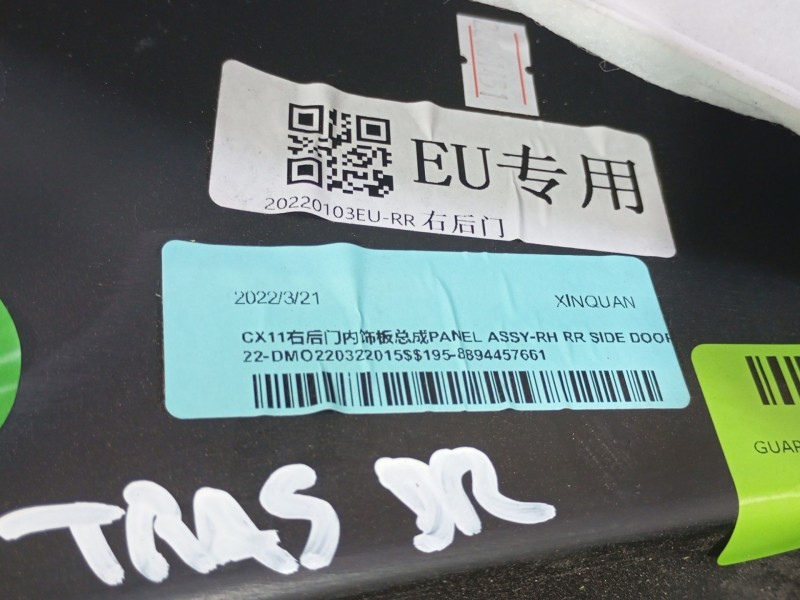 EU专用
20220103EU-RR 右后门
2022/3/21
XINQUAN
CX11右后门内饰板总成PANEL ASSY-RH RR SIDE DOOR
22-DMO220322015$$195-8894457661
GUAR
TRAS DR